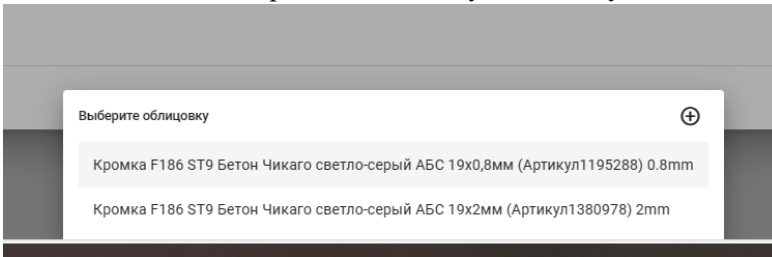 Выберите облицовку
Кромка F186 ST9 Бетон Чикаго светло-серый АБС 19х0,8мм (Артикул1195288) 0.8mm
Кромка F186 ST9 Бетон Чикаго светло-серый АБС 19х2мм (Артикул1380978) 2mm